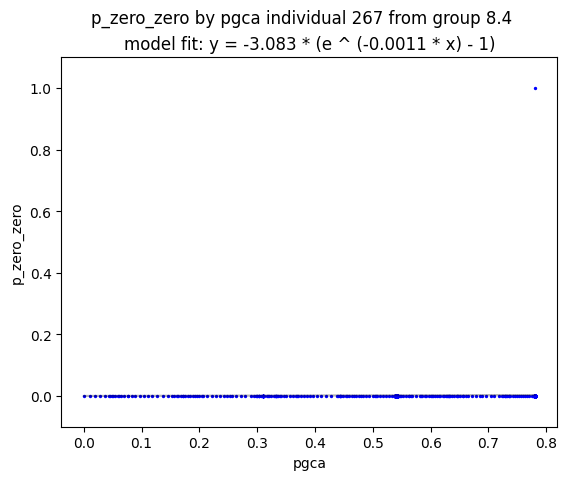 p_zero_zero by pgca individual 267 from group 8.4
model fit: y = -3.083 * (e ^ (-0.0011 * x) - 1)
1.0
0.8
0.6
0.4
0.2
0.0
p_zero_zero
0.0 0.1 0.2 0.3 0.4 0.5 0.6 0.7 0.8
pgca